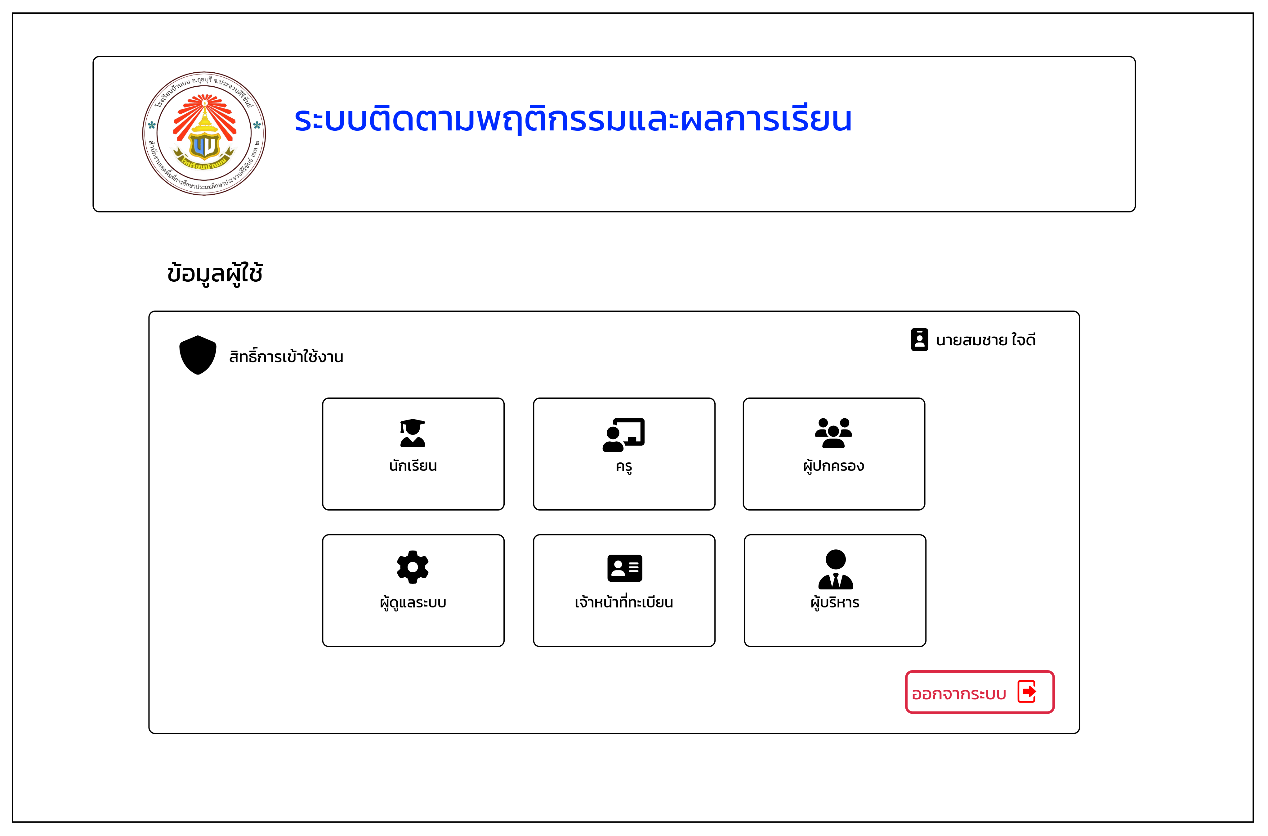 ระบบติดตามพฤติกรรมและผลการเรียน
ข้อมูลผู้ใช้
สิทธิ์การเข้าใช้งาน
นายสมชาย ใจดี
นักเรียน
ครู
ผู้ปกครอง
ผู้ดูแลระบบ
เจ้าหน้าที่ทะเบียน
ผู้บริหาร
ออกจากระบบ